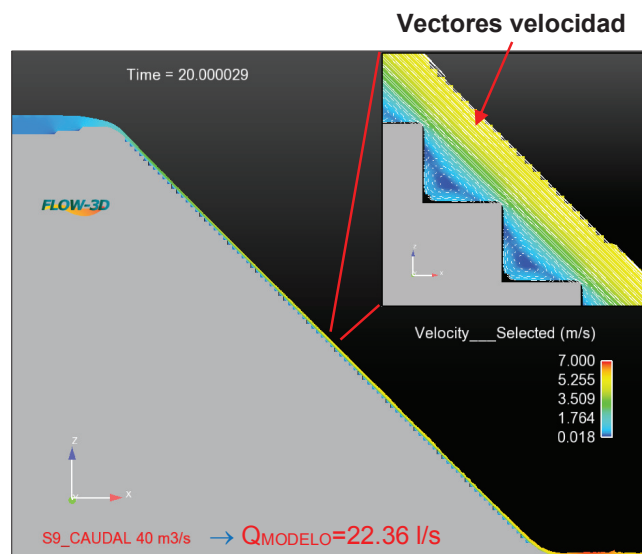 Vectores velocidad
Time = 20.000029
FLOW-3D
z
x
Velocity___Selected (m/s)
7.000
5.255
3.509
1.764
0.018
Z
X
S9_CAUDAL 40 m3/s → QMODELO=22.36 l/s